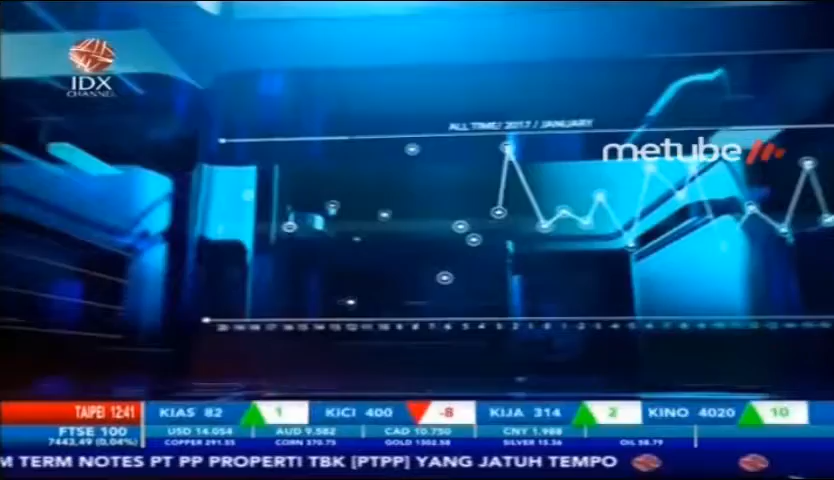 IDX
CHANNEL
ALL TIME/ 2017 / JANUARY
metube
TAIPEI 12:41
KIAS 82 1 KICI 400 -8 KIJA 314 2 KINO 4020 10
FTSE 100
7443,49 (0,04%)
USD 14.054 AUD 9.582 CAD 10.750 CNY 1.988
COPPER 291.55 CORN 370.75 GOLD 1302.58 SILVER 15.36 OIL 58.79
M TERM NOTES PT PP PROPERTI TBK [PTPP] YANG JATUH TEMPO